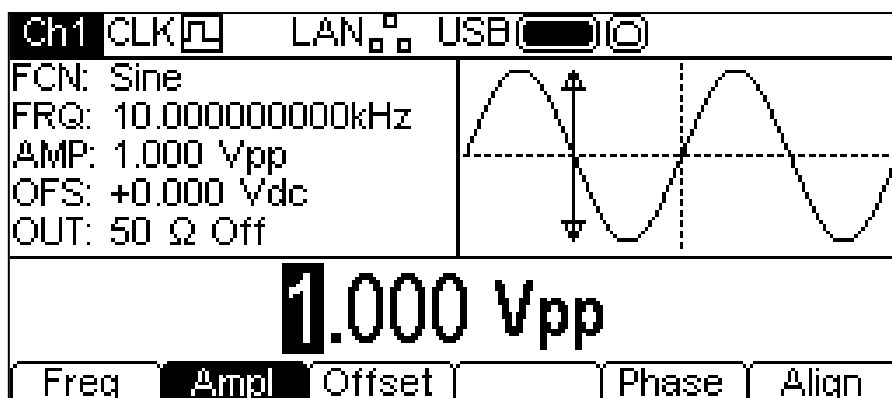 Ch1 CLK LAN USB
FCN: Sine
FRQ: 10.000000000kHz
AMP: 1.000 Vpp
OFS: +0.000 Vdc
OUT: 50 Ω Off
1.000 Vpp
Freq Ampl Offset Phase Align